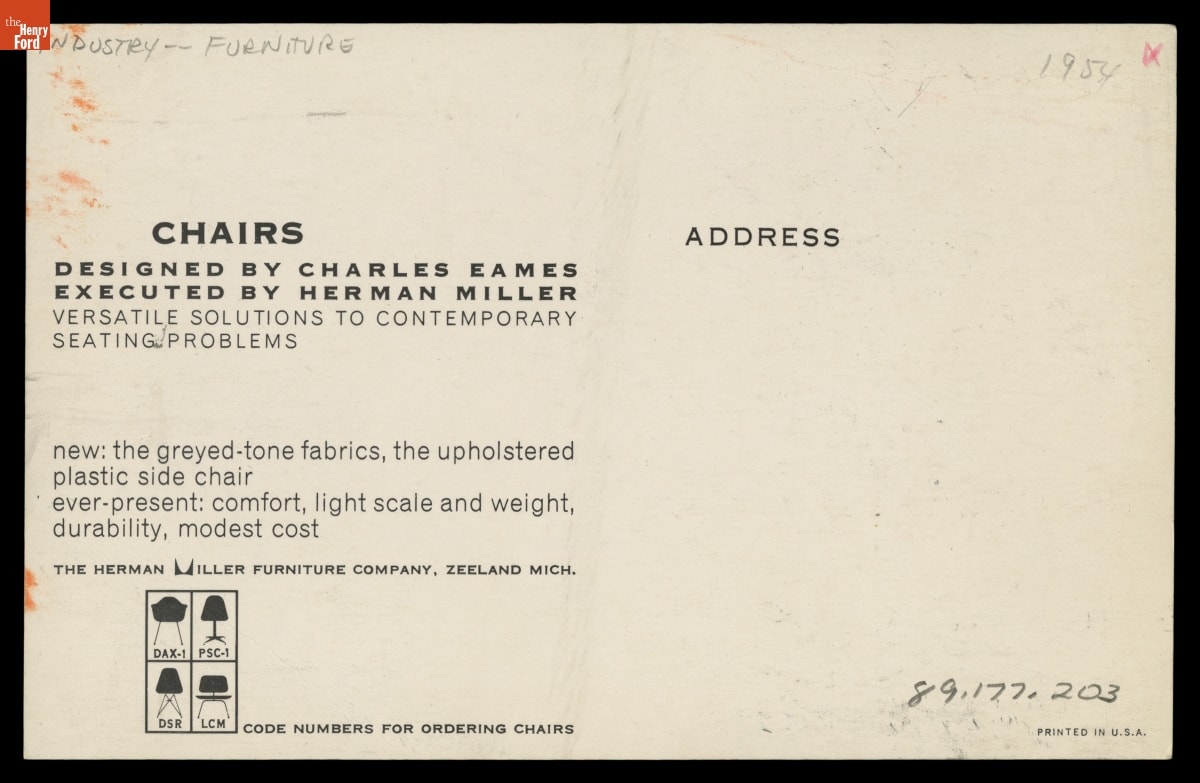 the
Henry
Ford
INDUSTRY -- FURNITURE
1954
CHAIRS
DESIGNED BY CHARLES EAMES
EXECUTED BY HERMAN MILLER
VERSATILE SOLUTIONS TO CONTEMPORARY
SEATING PROBLEMS
new: the greyed-tone fabrics, the upholstered
plastic side chair
ever-present: comfort, light scale and weight,
durability, modest cost
THE HERMAN MILLER FURNITURE COMPANY, ZEELAND MICH.
DAX-1 PSC-1
DSR LCM
CODE NUMBERS FOR ORDERING CHAIRS
ADDRESS
89.177.203
PRINTED IN U.S.A.